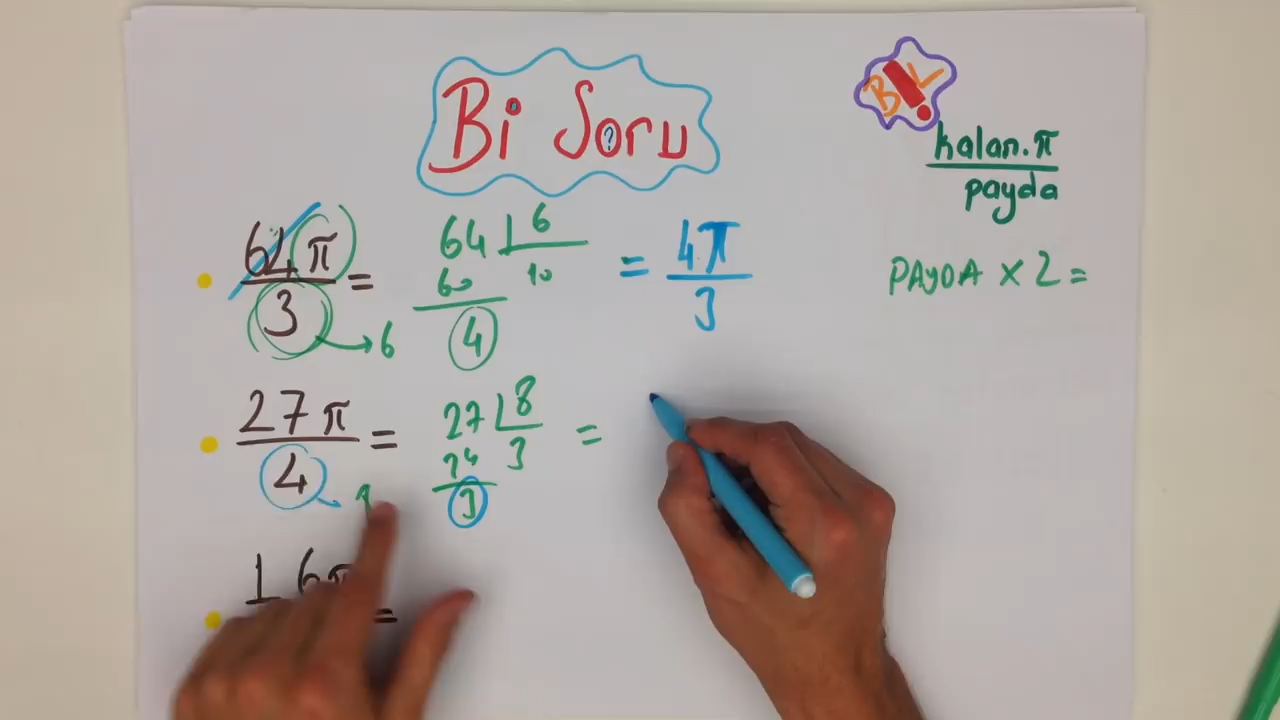 Bi Soru
B!L
kalan.π
payda
PAYDA x 2 =
64π/3 = → 6
64 | 6
60 10
4
= 4π/3
27π/4 = →
27 | 8
24 3
3
=
16π =